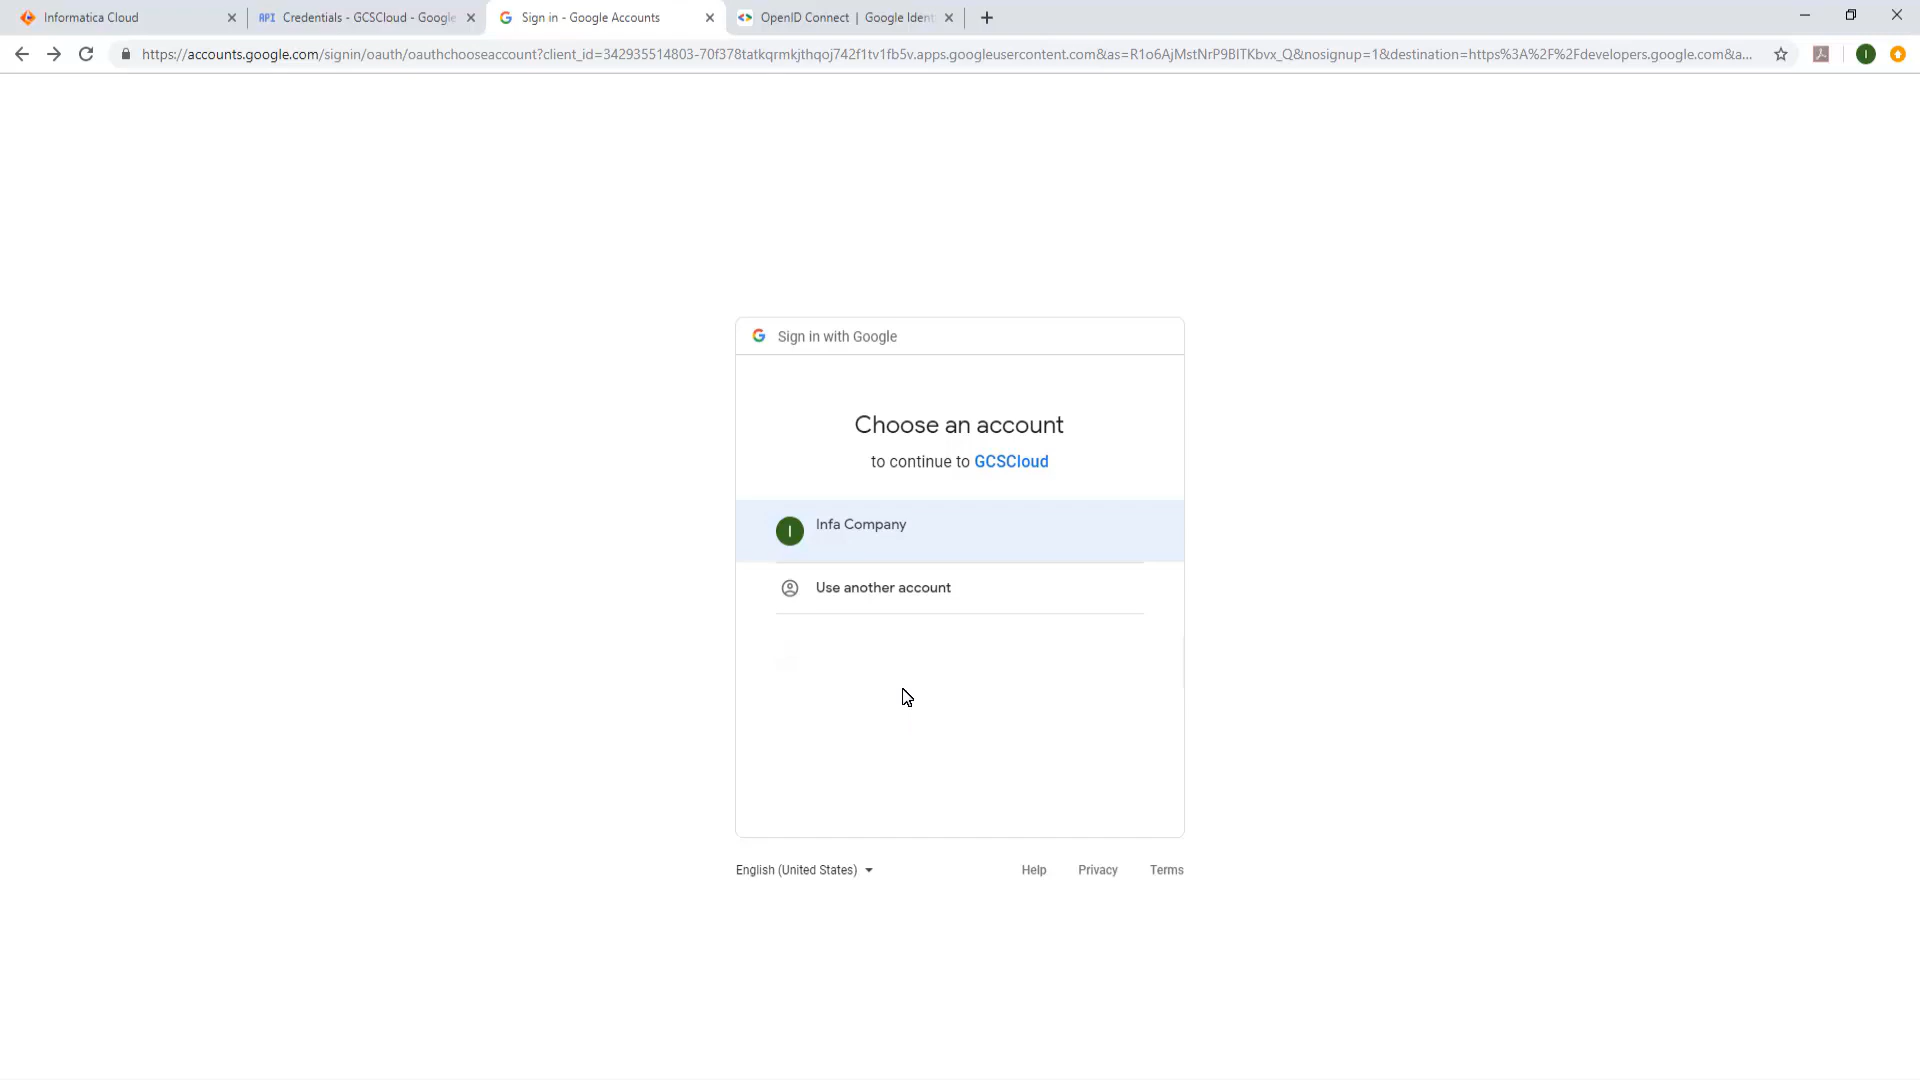 Informatica Cloud
API Credentials - GCSCloud - Google
Sign in - Google Accounts
OpenID Connect | Google Iden
https://accounts.google.com/signin/oauth/oauthchooseaccount?client_id=342935514803-70f378tatkqrmkjthqoj742f1tv1fb5v.apps.googleusercontent.com&as=R1o6AjMstNrP9BITKbvx_Q&nosignup=1&destination=https%3A%2F%2Fdevelopers.google.com&a...
I
G Sign in with Google
Choose an account
to continue to GCSCloud
I
Infa Company
Use another account
English (United States)
Help
Privacy
Terms